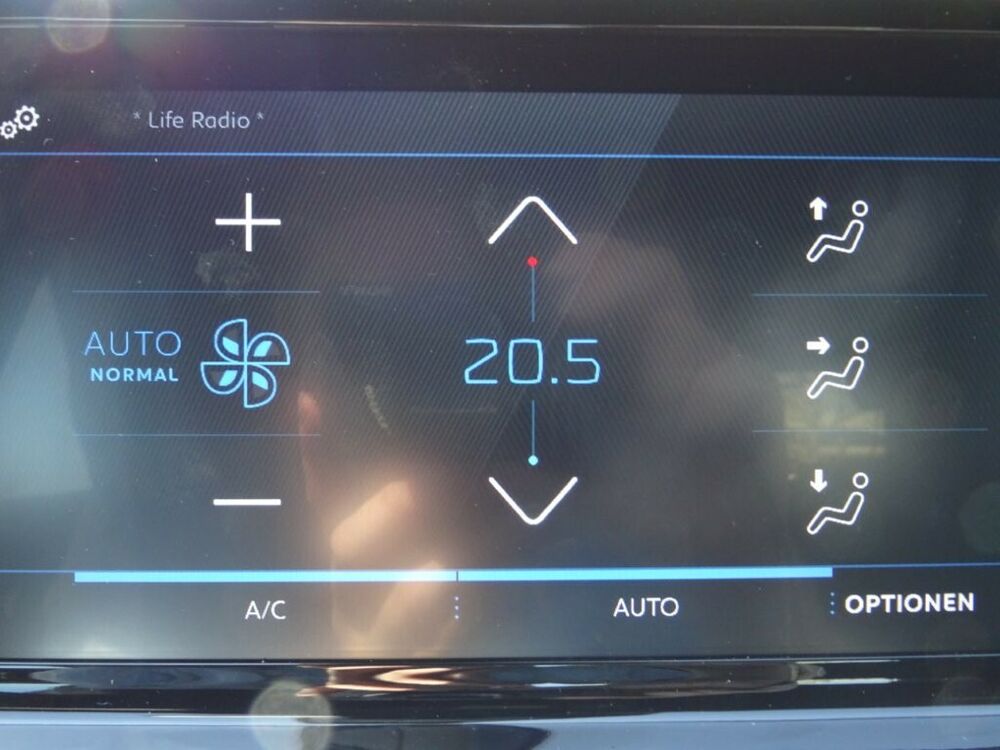 * Life Radio *
AUTO
NORMAL
20.5
A/C
AUTO
OPTIONEN